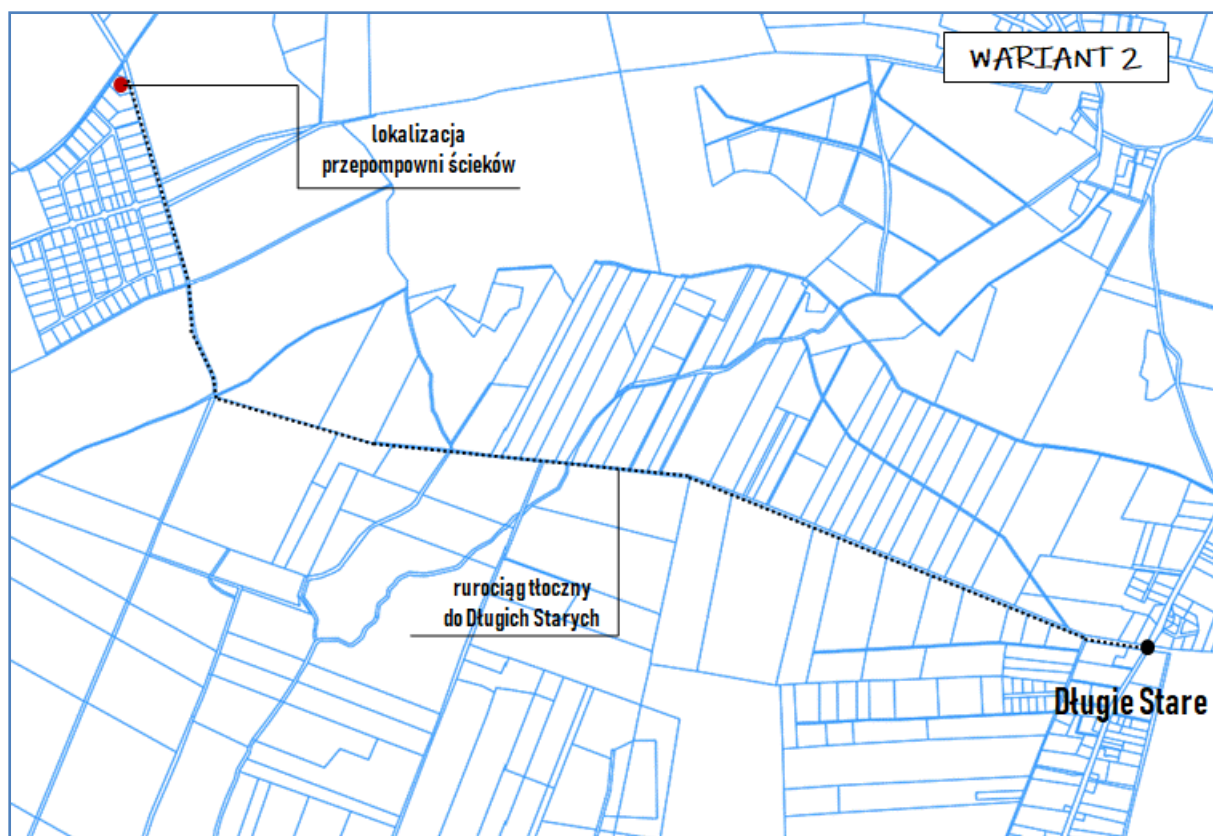 WARIANT 2
lokalizacja
przepompowni ścieków
rurociąg tłoczny
do Długich Starych
Długie Stare